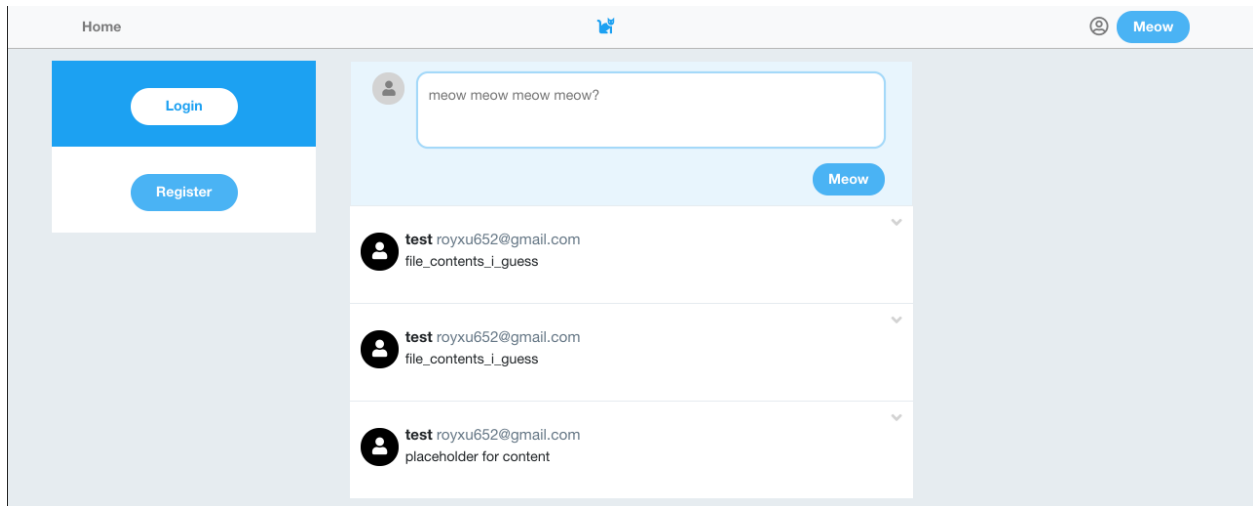 Home
Meow
Login
Register
meow meow meow meow?
Meow
test royxu652@gmail.com
file_contents_i_guess
test royxu652@gmail.com
file_contents_i_guess
test royxu652@gmail.com
placeholder for content